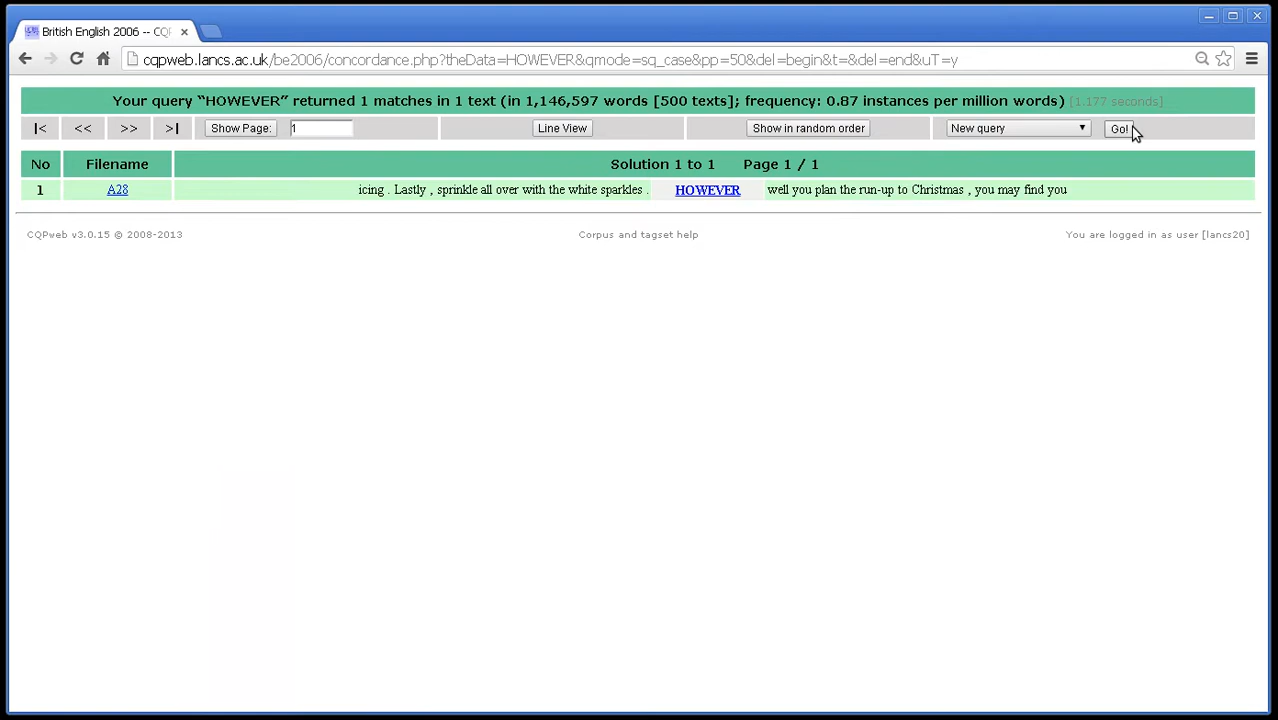 British English 2006 -- CQP
cqpweb.lancs.ac.uk/be2006/concordance.php?theData=HOWEVER&qmode=sq_case&pp=50&del=begin&t=&del=end&uT=y
Your query “HOWEVER” returned 1 matches in 1 text (in 1,146,597 words [500 texts]; frequency: 0.87 instances per million words) [1.177 seconds]
|< << >> >| Show Page: 1 Line View Show in random order New query Go!
No Filename Solution 1 to 1 Page 1 / 1
1 A28 icing . Lastly , sprinkle all over with the white sparkles . HOWEVER well you plan the run-up to Christmas , you may find you
CQPweb v3.0.15 © 2008-2013 Corpus and tagset help You are logged in as user [lancs20]